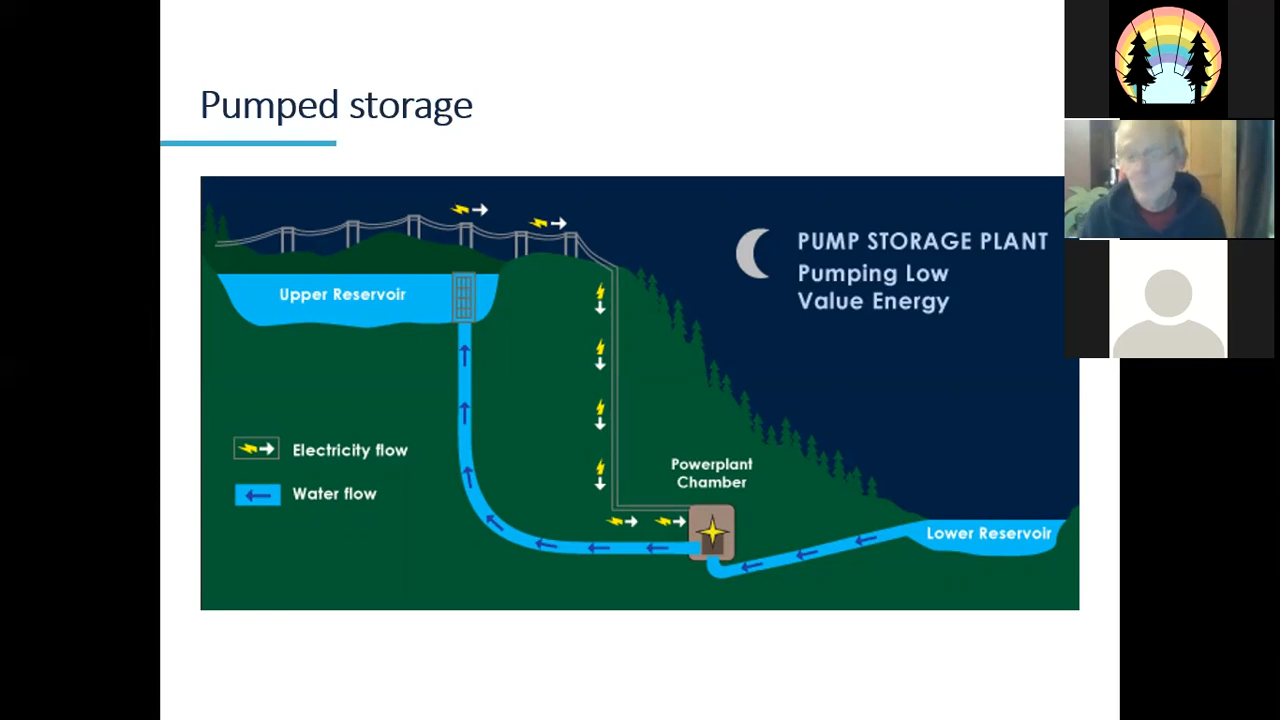 Pumped storage
PUMP STORAGE PLANT
Pumping Low
Value Energy
Upper Reservoir
Electricity flow
Water flow
Powerplant
Chamber
Lower Reservoir